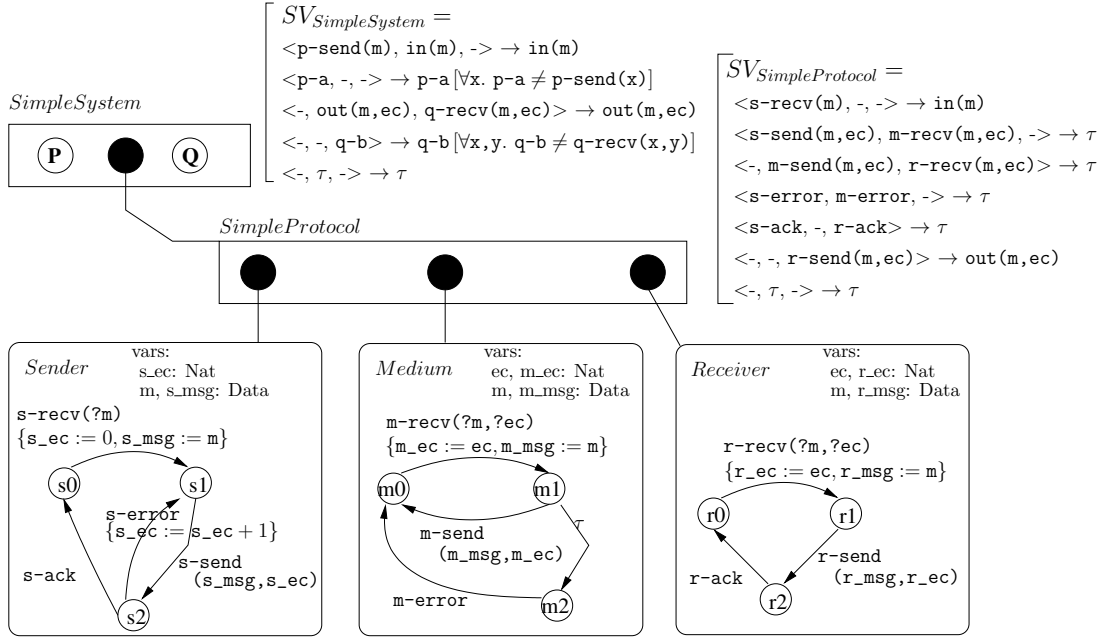 SV_SimpleSystem =
<p-send(m), in(m), -> → in(m)
<p-a, -, -> → p-a [∀x. p-a ≠ p-send(x)]
<-, out(m,ec), q-recv(m,ec)> → out(m,ec)
<-, -, q-b> → q-b [∀x,y. q-b ≠ q-recv(x,y)]
<-, τ, -> → τ
SV_SimpleProtocol =
<s-recv(m), -, -> → in(m)
<s-send(m,ec), m-recv(m,ec), -> → τ
<-, m-send(m,ec), r-recv(m,ec)> → τ
<s-error, m-error, -> → τ
<s-ack, -, r-ack> → τ
<-, -, r-send(m,ec)> → out(m,ec)
<-, τ, -> → τ
SimpleSystem
P
Q
SimpleProtocol
Sender
vars:
s_ec: Nat
m, s_msg: Data
s-recv(?m)
{s_ec := 0, s_msg := m}
s0
s1
s-error
{s_ec := s_ec + 1}
s-send
(s_msg,s_ec)
s-ack
s2
Medium
vars:
ec, m_ec: Nat
m, m_msg: Data
m-recv(?m,?ec)
{m_ec := ec, m_msg := m}
m0
m1
m-send
(m_msg,m_ec)
τ
m-error
m2
Receiver
vars:
ec, r_ec: Nat
m, r_msg: Data
r-recv(?m,?ec)
{r_ec := ec, r_msg := m}
r0
r1
r-send
(r_msg,r_ec)
r-ack
r2